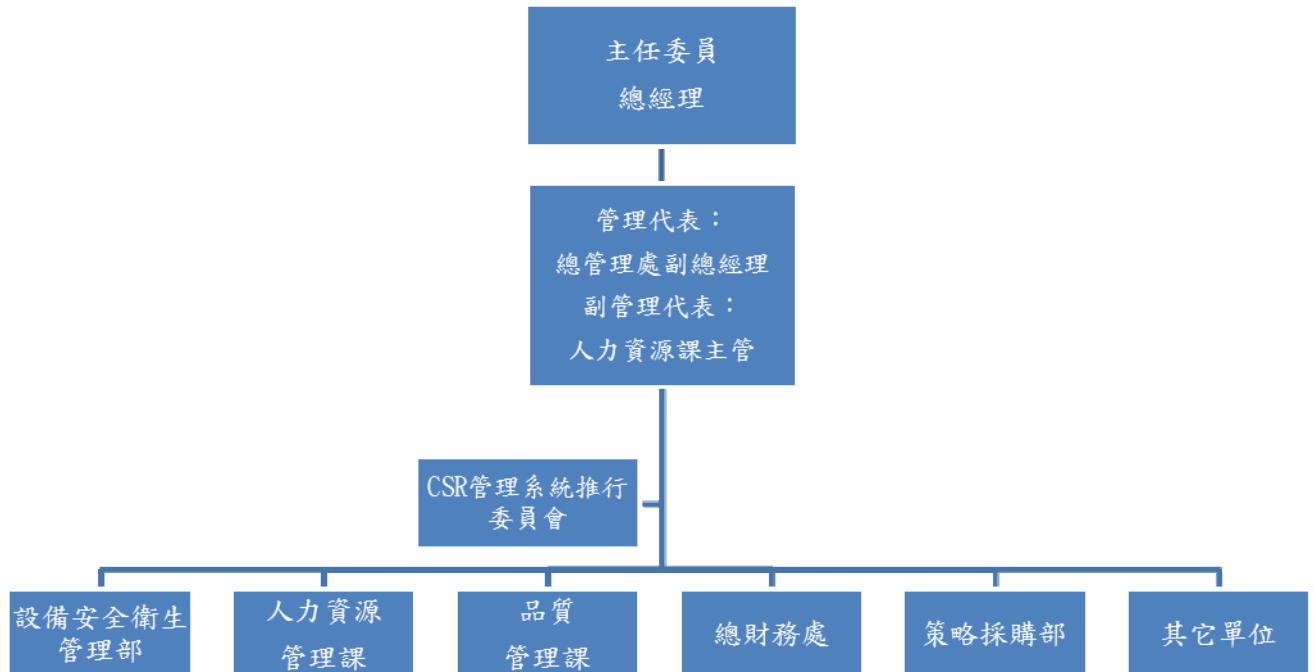 主任委員
總經理
管理代表：
總管理處副總經理
副管理代表：
人力資源課主管
CSR管理系統推行
委員會
設備安全衛生
管理部
人力資源
管理課
品質
管理課
總財務處
策略採購部
其它單位